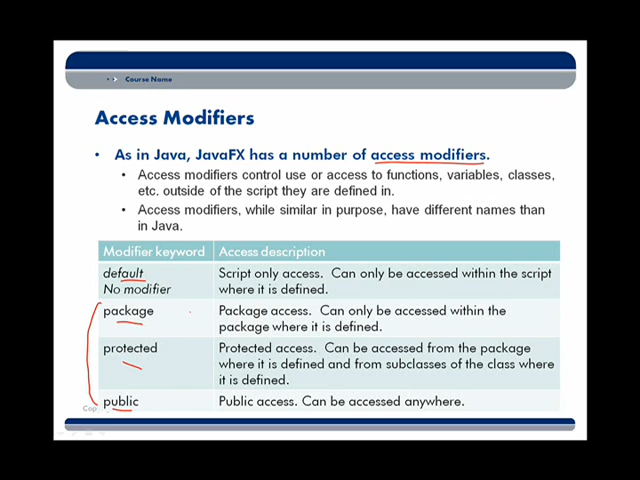 Course Name
Access Modifiers
• As in Java, JavaFX has a number of access modifiers.
• Access modifiers control use or access to functions, variables, classes,
etc. outside of the script they are defined in.
• Access modifiers, while similar in purpose, have different names than
in Java.
Modifier keyword Access description
default Script only access. Can only be accessed within the script
No modifier where it is defined.
package Package access. Can only be accessed within the
package where it is defined.
protected Protected access. Can be accessed from the package
where it is defined and from subclasses of the class where
it is defined.
public Public access. Can be accessed anywhere.